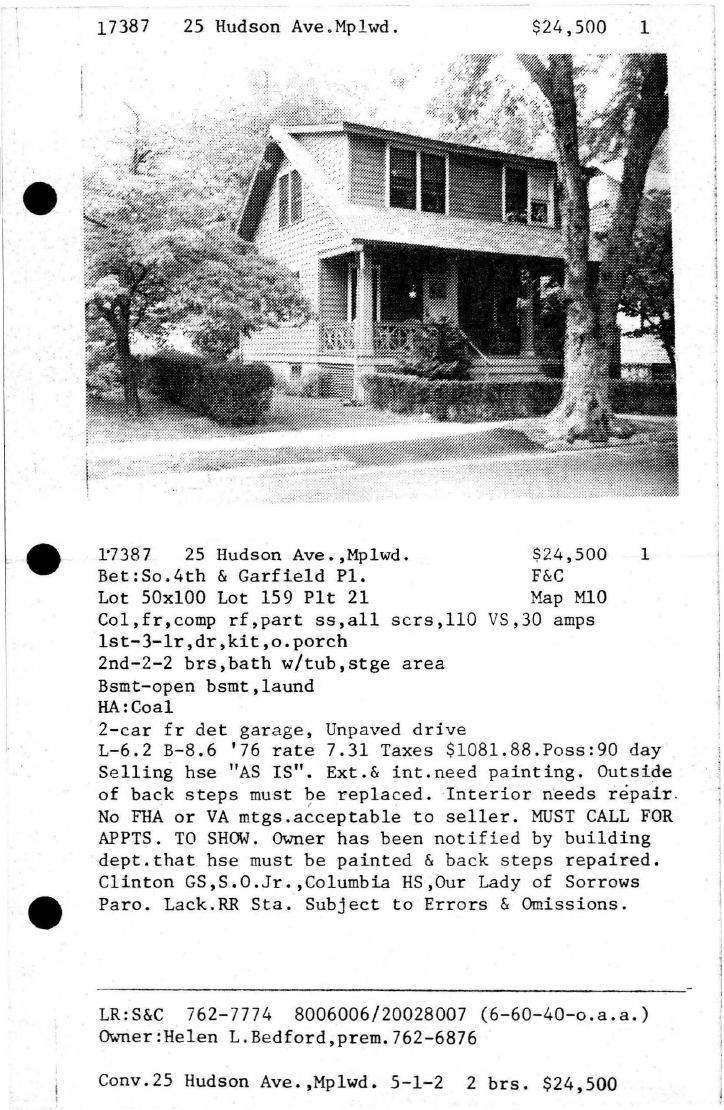 17387 25 Hudson Ave.Mplwd. $24,500 1
17387 25 Hudson Ave.,Mplwd. $24,500 1
Bet:So.4th & Garfield Pl. F&C
Lot 50x100 Lot 159 Plt 21 Map M10
Col,fr,comp rf,part ss,all scrs,110 VS,30 amps
1st-3-lr,dr,kit,o.porch
2nd-2-2 brs,bath w/tub,stge area
Bsmt-open bsmt,laund
HA:Coal
2-car fr det garage, Unpaved drive
L-6.2 B-8.6 '76 rate 7.31 Taxes $1081.88.Poss:90 day
Selling hse "AS IS". Ext.& int.need painting. Outside
of back steps must be replaced. Interior needs repair.
No FHA or VA mtgs.acceptable to seller. MUST CALL FOR
APPTS. TO SHOW. Owner has been notified by building
dept.that hse must be painted & back steps repaired.
Clinton GS,S.O.Jr.,Columbia HS,Our Lady of Sorrows
Paro. Lack.RR Sta. Subject to Errors & Omissions.
LR:S&C 762-7774 8006006/20028007 (6-60-40-o.a.a.)
Owner:Helen L.Bedford,prem.762-6876
Conv.25 Hudson Ave.,Mplwd. 5-1-2 2 brs. $24,500